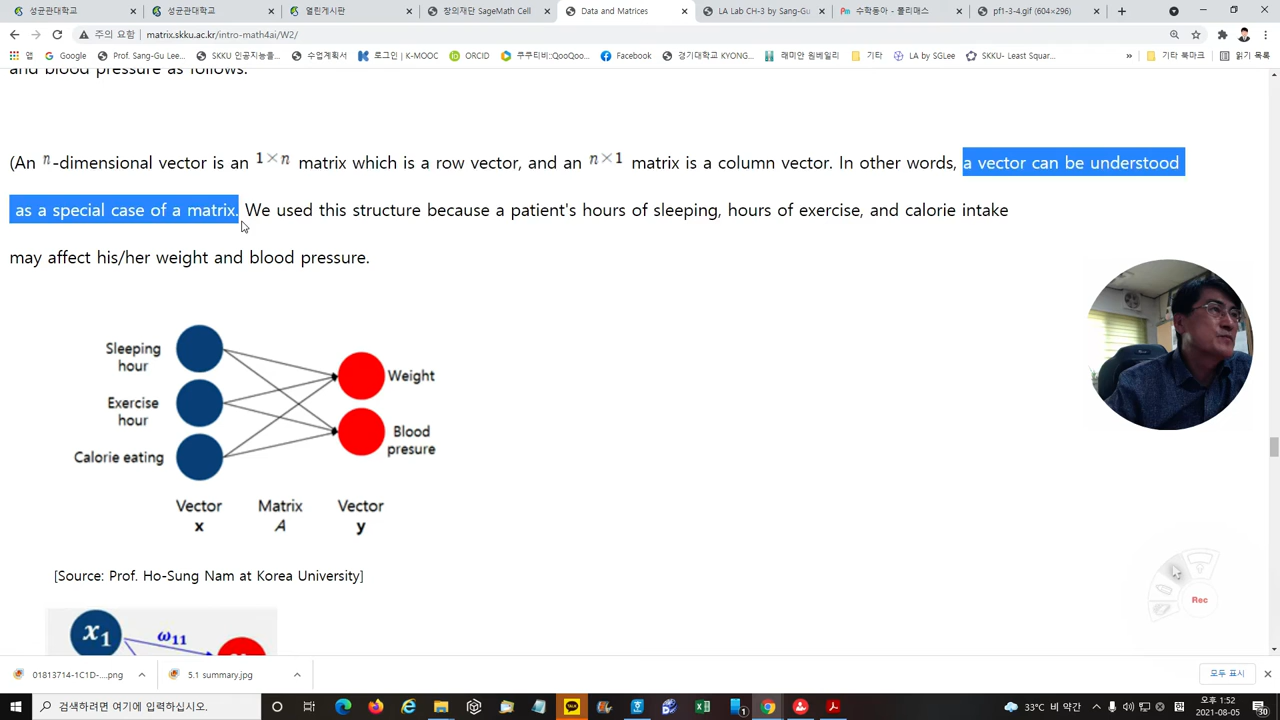 성균관대학교
성균관대학교
열린게시판
창의재단 SageMath Cell
Data and Matrices
LA Lab CH-3 by Sang-Gu
수학동아 - 폴리매스
pf1-3-4.gif (604×296)
주의 요함
matrix.skku.ac.kr/intro-math4ai/W2/
앱
Google
Prof. Sang-Gu Lee...
SKKU 인공지능을...
수업계획서
로그인 | K-MOOC
ORCID
쿠쿠티비::QooQoo...
Facebook
경기대학교 KYONG...
래미안 원베일리
기타
LA by SGLee
SKKU- Least Squar...
»
기타 북마크
읽기 목록
and blood pressure as follows.
(An n-dimensional vector is an 1×n matrix which is a row vector, and an n×1 matrix is a column vector. In other words, a vector can be understood
as a special case of a matrix. We used this structure because a patient's hours of sleeping, hours of exercise, and calorie intake
may affect his/her weight and blood pressure.
Sleeping
hour
Weight
Exercise
hour
Blood
presure
Calorie eating
Vector
x
Matrix
A
Vector
y
[Source: Prof. Ho-Sung Nam at Korea University]
Rec
x1
ω11
01813714-1C1D-....png
5.1 summary.jpg
모두 표시
검색하려면 여기에 입력하십시오.
TALK
33°C 비 약간
오후 1:52
2021-08-05
30